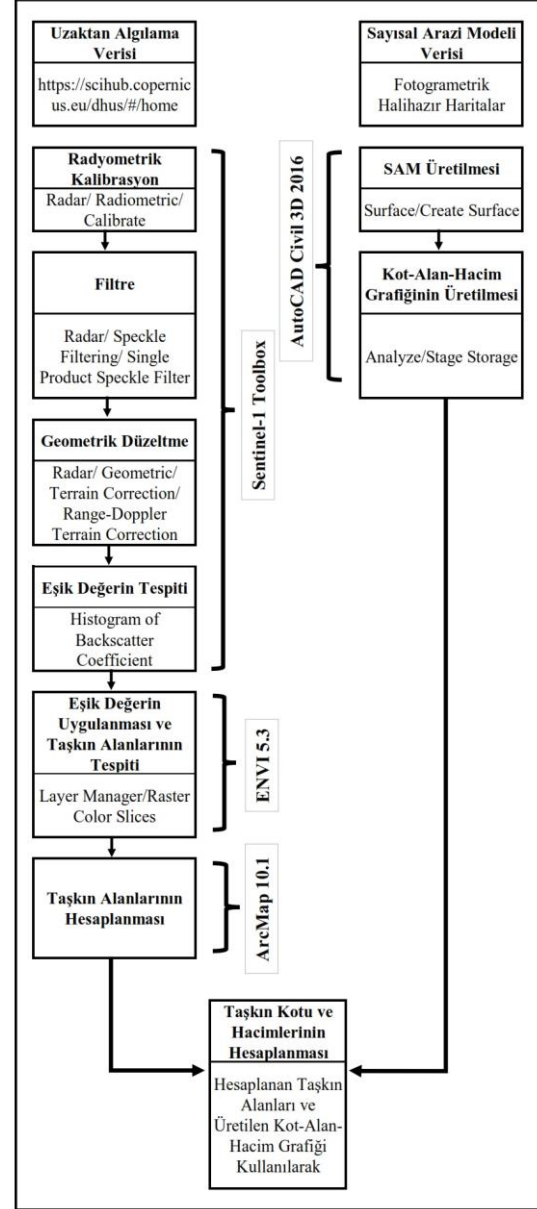 Uzaktan Algılama
Verisi
https://scihub.copernic
us.eu/dhus/#/home
Sayısal Arazi Modeli
Verisi
Fotogrametrik
Halihazır Haritalar
Radyometrik
Kalibrasyon
Radar/ Radiometric/
Calibrate
Filtre
Radar/ Speckle
Filtering/ Single
Product Speckle Filter
Geometrik Düzeltme
Radar/ Geometric/
Terrain Correction/
Range-Doppler
Terrain Correction
Eşik Değerin Tespiti
Histogram of
Backscatter
Coefficient
Sentinel-1 Toolbox
Eşik Değerin
Uygulanması ve
Taşkın Alanlarının
Tespiti
Layer Manager/Raster
Color Slices
ENVI 5.3
Taşkın Alanlarının
Hesaplanması
ArcMap 10.1
AutoCAD Civil 3D 2016
SAM Üretilmesi
Surface/Create Surface
Kot-Alan-Hacim
Grafiğinin Üretilmesi
Analyze/Stage Storage
Taşkın Kotu ve
Hacimlerinin
Hesaplanması
Hesaplanan Taşkın
Alanları ve
Üretilen Kot-Alan-
Hacim Grafiği
Kullanılarak